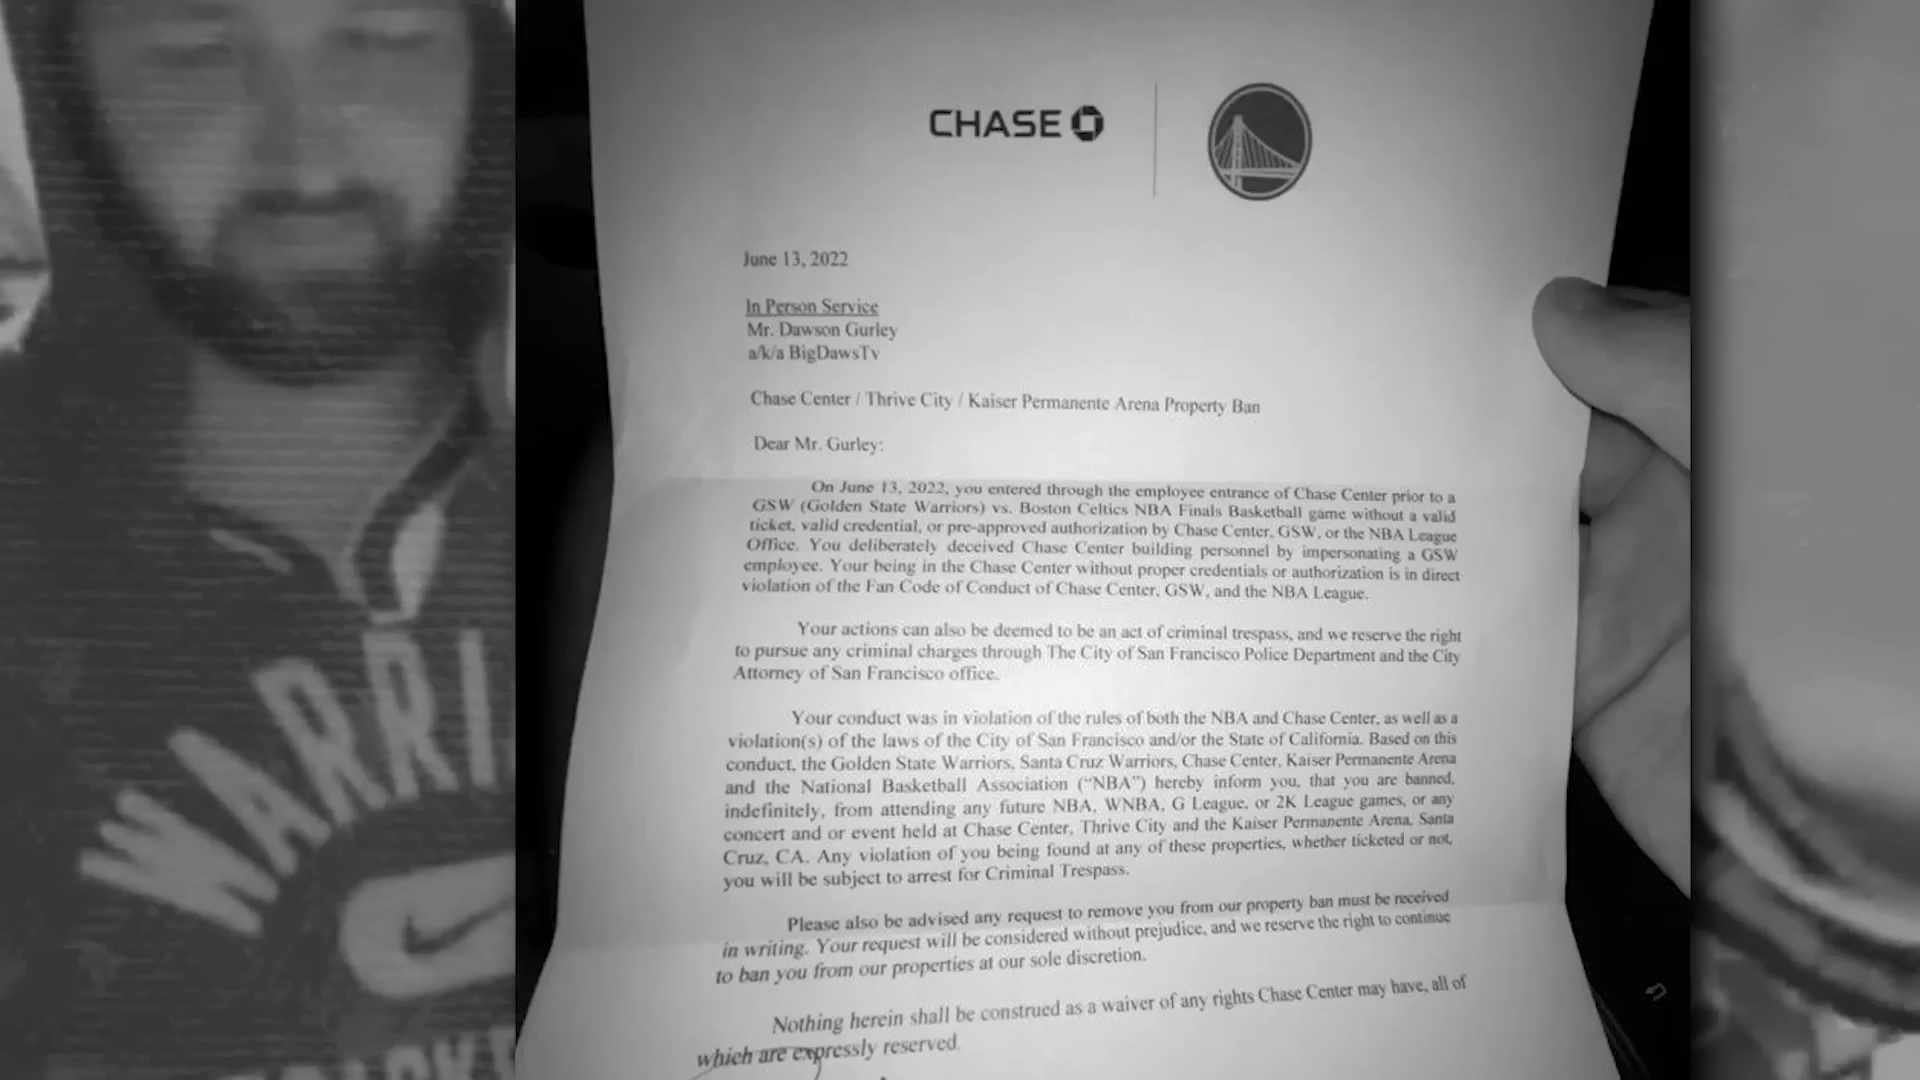 CHASE
June 13, 2022
In Person Service
Mr. Dawson Gurley
a/k/a BigDawsTv
Chase Center / Thrive City / Kaiser Permanente Arena Property Ban
Dear Mr. Gurley:
On June 13, 2022, you entered through the employee entrance of Chase Center prior to a
GSW (Golden State Warriors) vs. Boston Celtics NBA Finals Basketball game without a valid
ticket, valid credential, or pre-approved authorization by Chase Center, GSW, or the NBA League
Office. You deliberately deceived Chase Center building personnel by impersonating a GSW
employee. Your being in the Chase Center without proper credentials or authorization is in direct
violation of the Fan Code of Conduct of Chase Center, GSW, and the NBA League.
Your actions can also be deemed to be an act of criminal trespass, and we reserve the right
to pursue any criminal charges through The City of San Francisco Police Department and the City
Attorney of San Francisco office.
Your conduct was in violation of the rules of both the NBA and Chase Center, as well as a
violation(s) of the laws of the City of San Francisco and/or the State of California. Based on this
conduct, the Golden State Warriors, Santa Cruz Warriors, Chase Center, Kaiser Permanente Arena
and the National Basketball Association ("NBA") hereby inform you, that you are banned,
indefinitely, from attending any future NBA, WNBA, G League, or 2K League games, or any
concert and or event held at Chase Center, Thrive City and the Kaiser Permanente Arena, Santa
Cruz, CA. Any violation of you being found at any of these properties, whether ticketed or not,
you will be subject to arrest for Criminal Trespass.
Please also be advised any request to remove you from our property ban must be received
in writing. Your request will be considered without prejudice, and we reserve the right to continue
to ban you from our properties at our sole discretion.
Nothing herein shall be construed as a waiver of any rights Chase Center may have, all of
which are expressly reserved.
WARRI